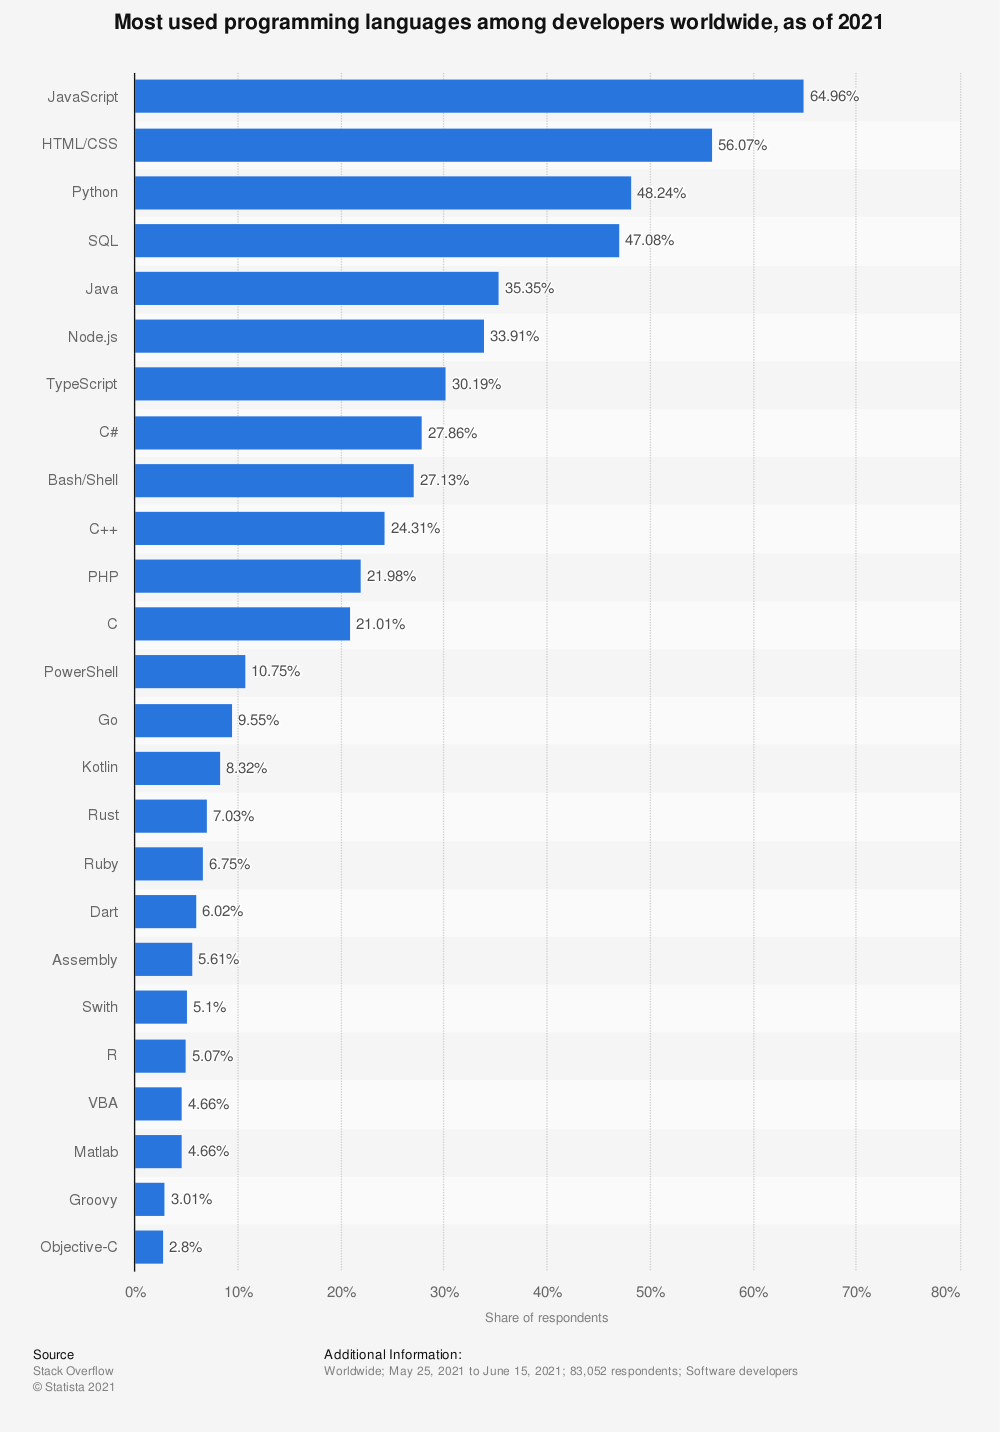 Most used programming languages among developers worldwide, as of 2021
JavaScript 64.96%
HTML/CSS 56.07%
Python 48.24%
SQL 47.08%
Java 35.35%
Node.js 33.91%
TypeScript 30.19%
C# 27.86%
Bash/Shell 27.13%
C++ 24.31%
PHP 21.98%
C 21.01%
PowerShell 10.75%
Go 9.55%
Kotlin 8.32%
Rust 7.03%
Ruby 6.75%
Dart 6.02%
Assembly 5.61%
Swith 5.1%
R 5.07%
VBA 4.66%
Matlab 4.66%
Groovy 3.01%
Objective-C 2.8%
0% 10% 20% 30% 40% 50% 60% 70% 80%
Share of respondents
Source
Stack Overflow
© Statista 2021
Additional Information:
Worldwide; May 25, 2021 to June 15, 2021; 83,052 respondents; Software developers